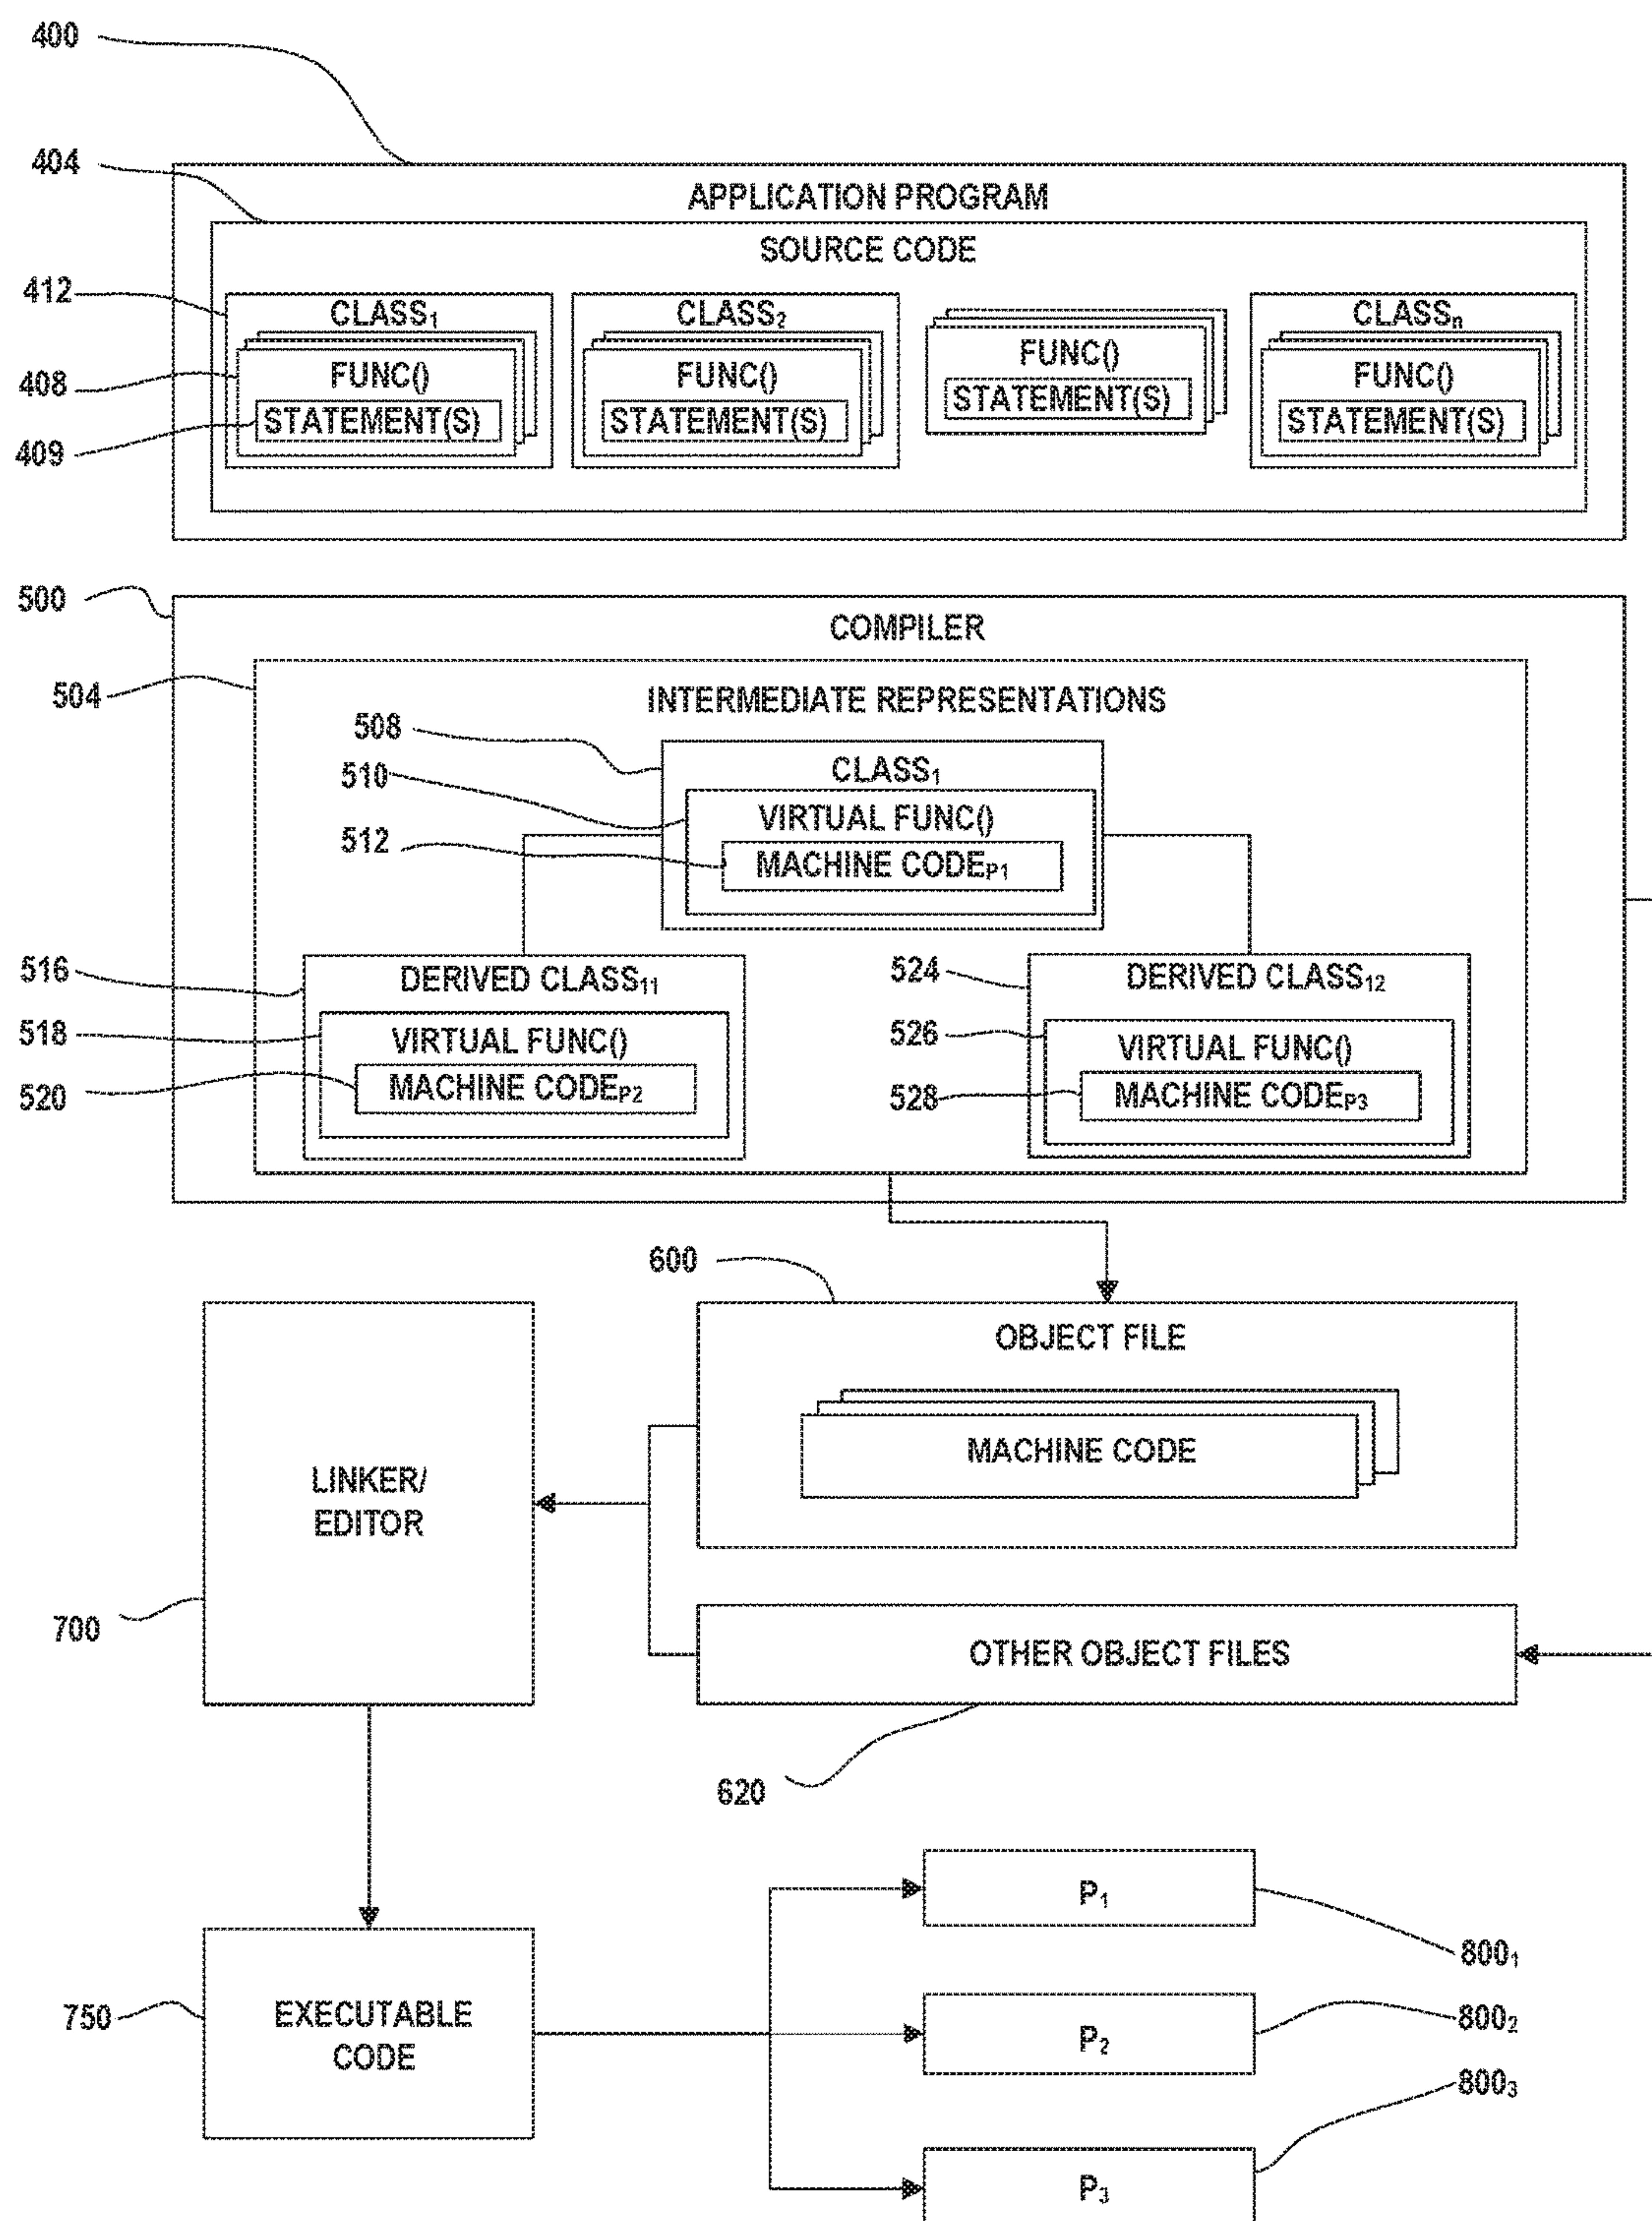 400
404
APPLICATION PROGRAM
SOURCE CODE
412
CLASS₁
CLASS₂
CLASSₙ
408
FUNC()
FUNC()
FUNC()
FUNC()
409
STATEMENT(S)
STATEMENT(S)
STATEMENT(S)
STATEMENT(S)
500
COMPILER
504
INTERMEDIATE REPRESENTATIONS
508
CLASS₁
510
VIRTUAL FUNC()
512
MACHINE CODEP1
516
DERIVED CLASS₁₁
518
VIRTUAL FUNC()
520
MACHINE CODEP2
524
DERIVED CLASS₁₂
526
VIRTUAL FUNC()
528
MACHINE CODEP3
600
OBJECT FILE
MACHINE CODE
LINKER/
EDITOR
700
OTHER OBJECT FILES
620
P₁
800₁
750
EXECUTABLE
CODE
P₂
800₂
P₃
800₃